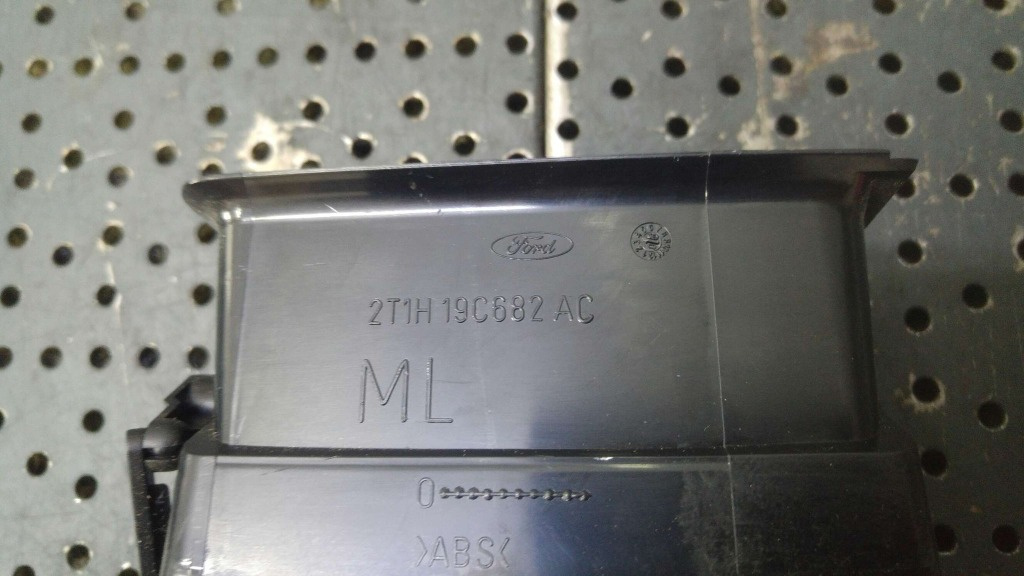 Ford
2T1H 19C682 AC
ML
0
>ABS<